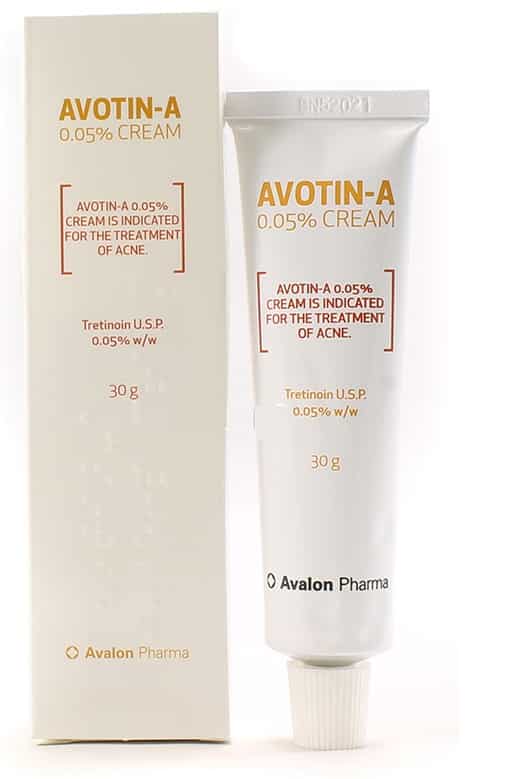 AVOTIN-A
0.05% CREAM
AVOTIN-A 0.05%
CREAM IS INDICATED
FOR THE TREATMENT
OF ACNE.
Tretinoin U.S.P.
0.05% w/w
30 g
Avalon Pharma
AVOTIN-A
0.05% CREAM
AVOTIN-A 0.05%
CREAM IS INDICATED
FOR THE TREATMENT
OF ACNE.
Tretinoin U.S.P.
0.05% w/w
30 g
Avalon Pharma